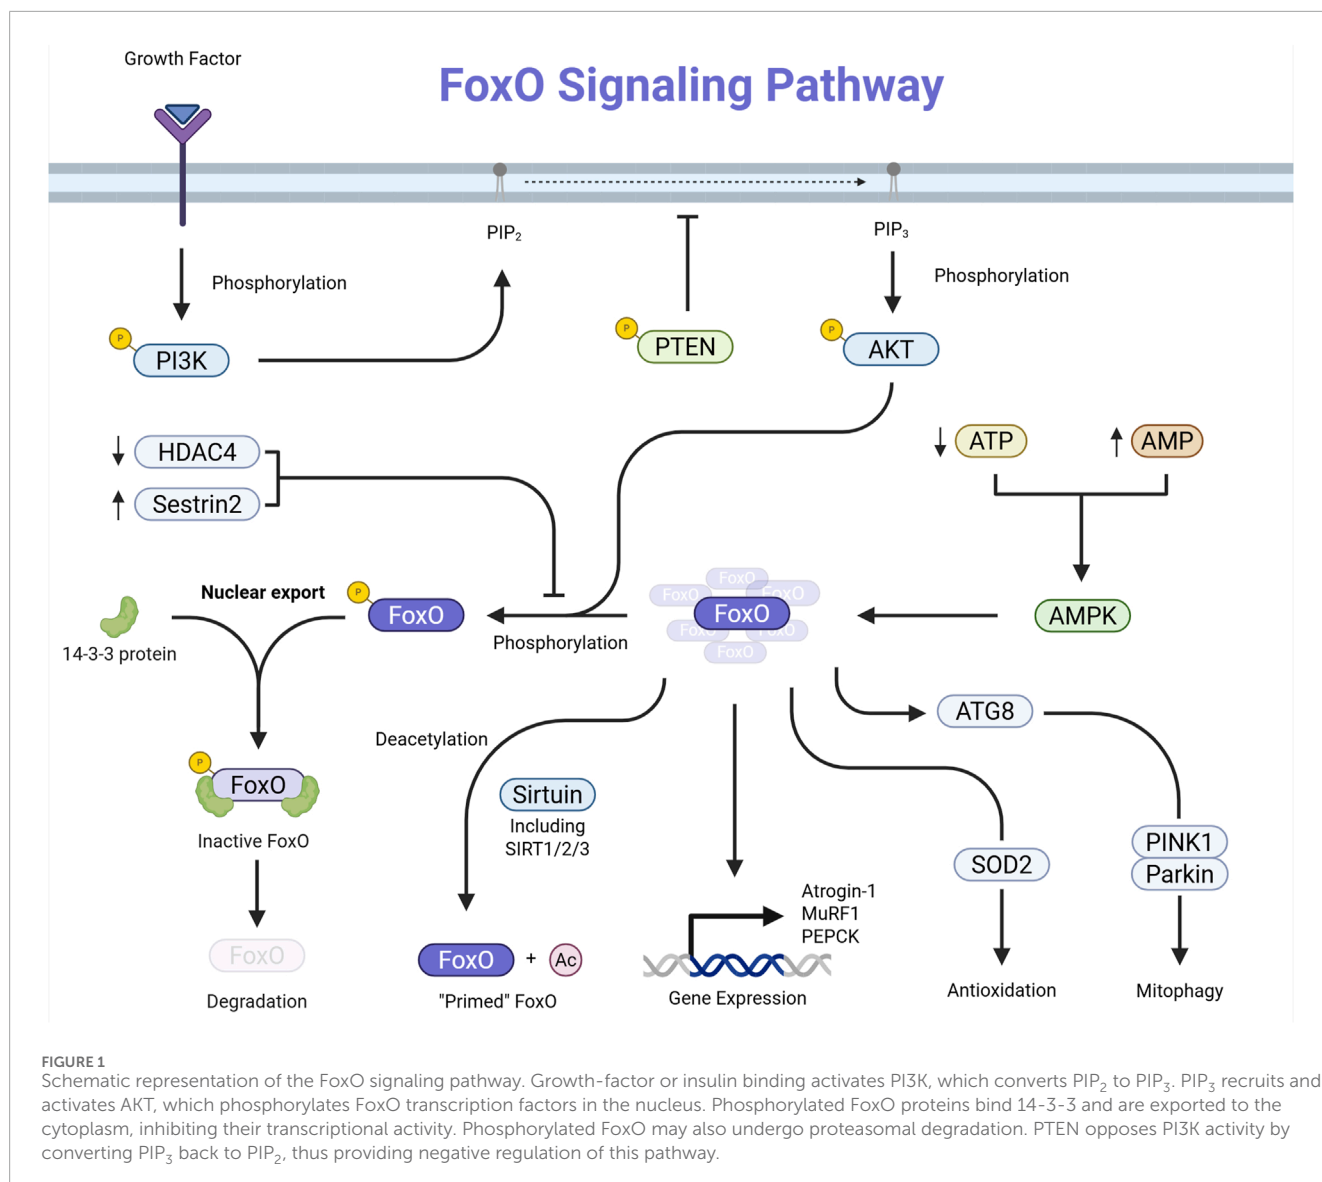 Growth Factor
FoxO Signaling Pathway
PIP₂
PIP₃
Phosphorylation
Phosphorylation
P
PI3K
P
PTEN
P
AKT
HDAC4
Sestrin2
ATP
AMP
Nuclear export
14-3-3 protein
P
FoxO
Phosphorylation
FoxO
FoxO
FoxO
FoxO
FoxO
FoxO
FoxO
AMPK
ATG8
Deacetylation
P
FoxO
Inactive FoxO
Sirtuin
Including
SIRT1/2/3
PINK1
Parkin
SOD2
Atrogin-1
MuRF1
PEPCK
FoxO
Degradation
FoxO + Ac
"Primed" FoxO
Gene Expression
Antioxidation
Mitophagy
FIGURE 1
Schematic representation of the FoxO signaling pathway. Growth-factor or insulin binding activates PI3K, which converts PIP₂ to PIP₃. PIP₃ recruits and
activates AKT, which phosphorylates FoxO transcription factors in the nucleus. Phosphorylated FoxO proteins bind 14-3-3 and are exported to the
cytoplasm, inhibiting their transcriptional activity. Phosphorylated FoxO may also undergo proteasomal degradation. PTEN opposes PI3K activity by
converting PIP₃ back to PIP₂, thus providing negative regulation of this pathway.